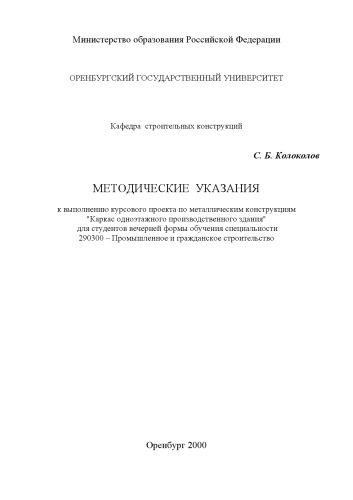 Министерство образования Российской Федерации
ОРЕНБУРГСКИЙ ГОСУДАРСТВЕННЫЙ УНИВЕРСИТЕТ
Кафедра строительных конструкций
С. Б. Колоколов
МЕТОДИЧЕСКИЕ УКАЗАНИЯ
к выполнению курсового проекта по металлическим конструкциям
"Каркас одноэтажного производственного здания"
для студентов вечерней формы обучения специальности
290300 – Промышленное и гражданское строительство
Оренбург 2000